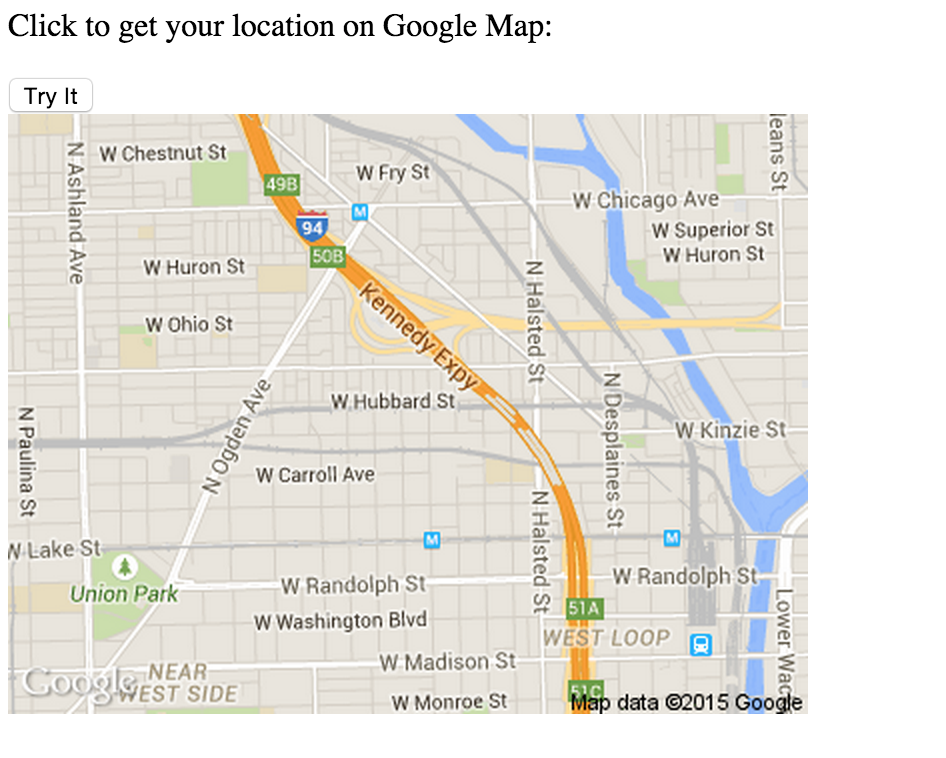 Click to get your location on Google Map:
Try It
W Chestnut St
N Ashland Ave
49B
W Fry St
leans St
W Chicago Ave
M
94
W Superior St
W Huron St
50B
W Huron St
Kennedy Expy
N Halsted St
W Ohio St
N Ogden Ave
W Hubbard St
N Desplaines St
N Paulina St
W Kinzie St
W Carroll Ave
N Halsted St
W Lake St
M
M
Union Park
W Randolph St
W Randolph St
51A
W Washington Blvd
WEST LOOP
Lower Wac
W Madison St
NEAR
WEST SIDE
Google
W Monroe St
51C
Map data ©2015 Google